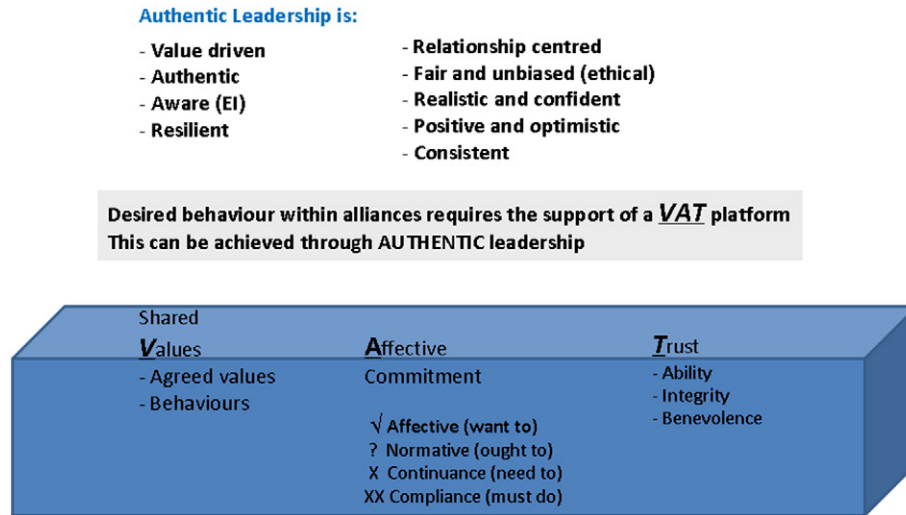 Authentic Leadership is:
- Value driven
- Authentic
- Aware (EI)
- Resilient
- Relationship centred
- Fair and unbiased (ethical)
- Realistic and confident
- Positive and optimistic
- Consistent
Desired behaviour within alliances requires the support of a VAT platform
This can be achieved through AUTHENTIC leadership
Shared
Values
- Agreed values
- Behaviours
Affective
Commitment
√ Affective (want to)
? Normative (ought to)
X Continuance (need to)
XX Compliance (must do)
Trust
- Ability
- Integrity
- Benevolence